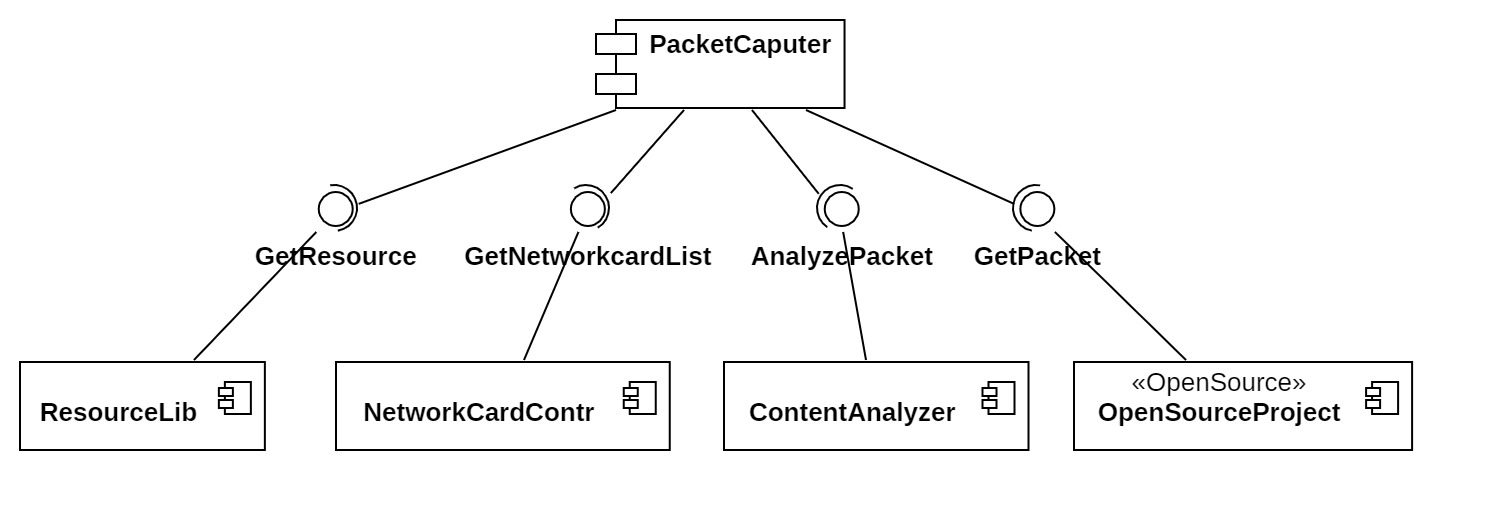 PacketCaputer
GetResource
GetNetworkcardList
AnalyzePacket
GetPacket
ResourceLib
NetworkCardContr
ContentAnalyzer
«OpenSource»
OpenSourceProject